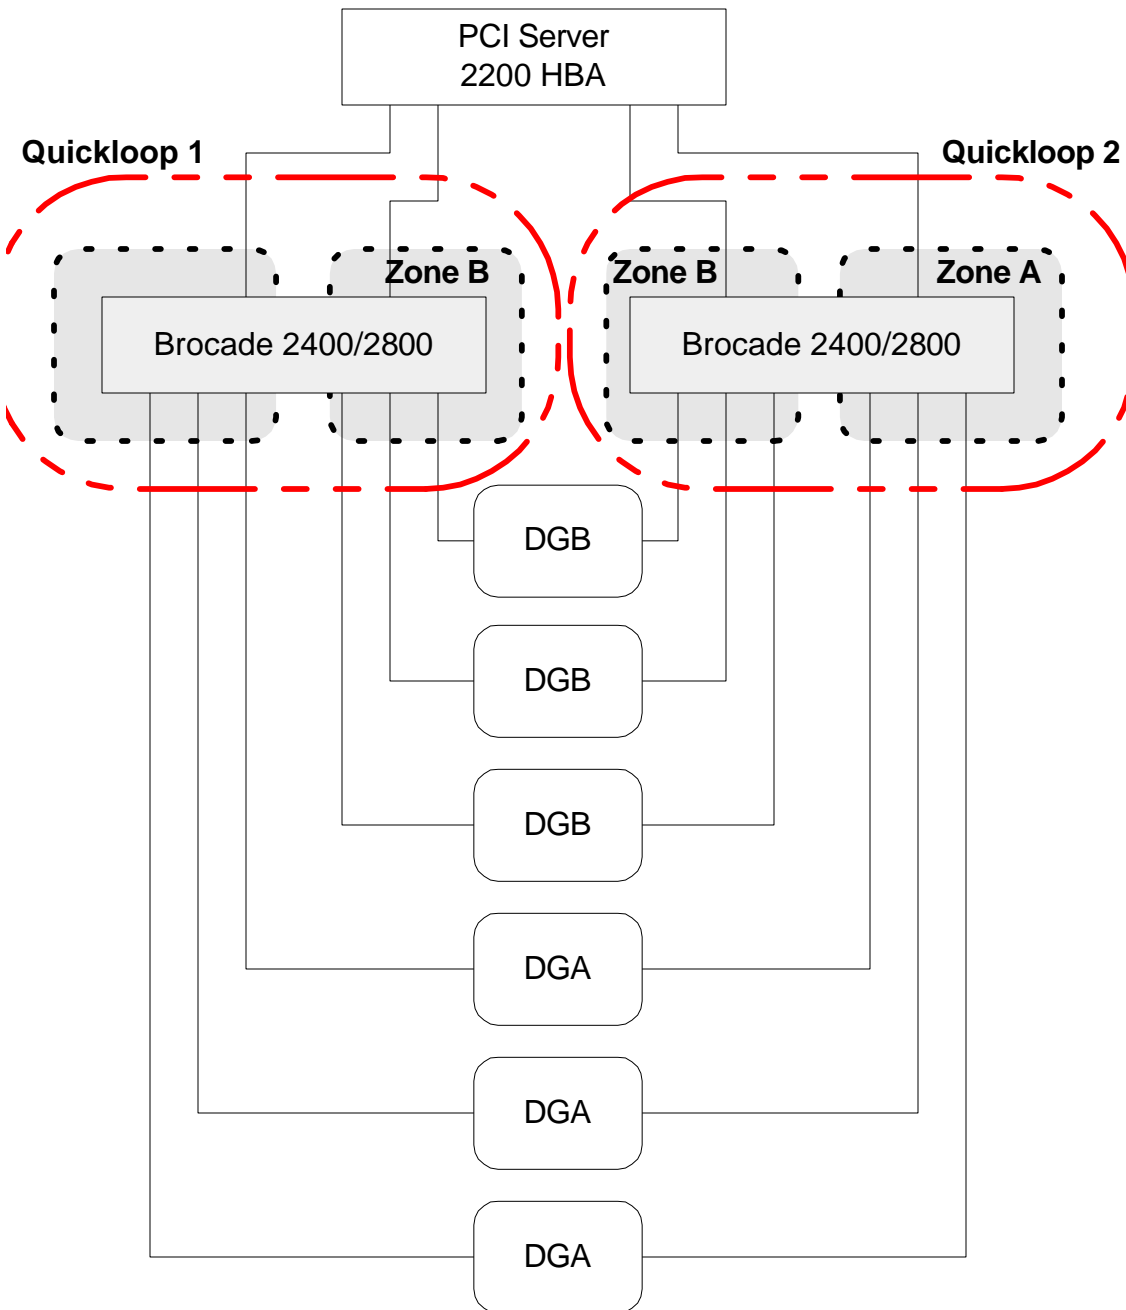 PCI Server
2200 HBA
Quickloop 1
Quickloop 2
Zone B
Zone B
Zone A
Brocade 2400/2800
Brocade 2400/2800
DGB
DGB
DGB
DGA
DGA
DGA